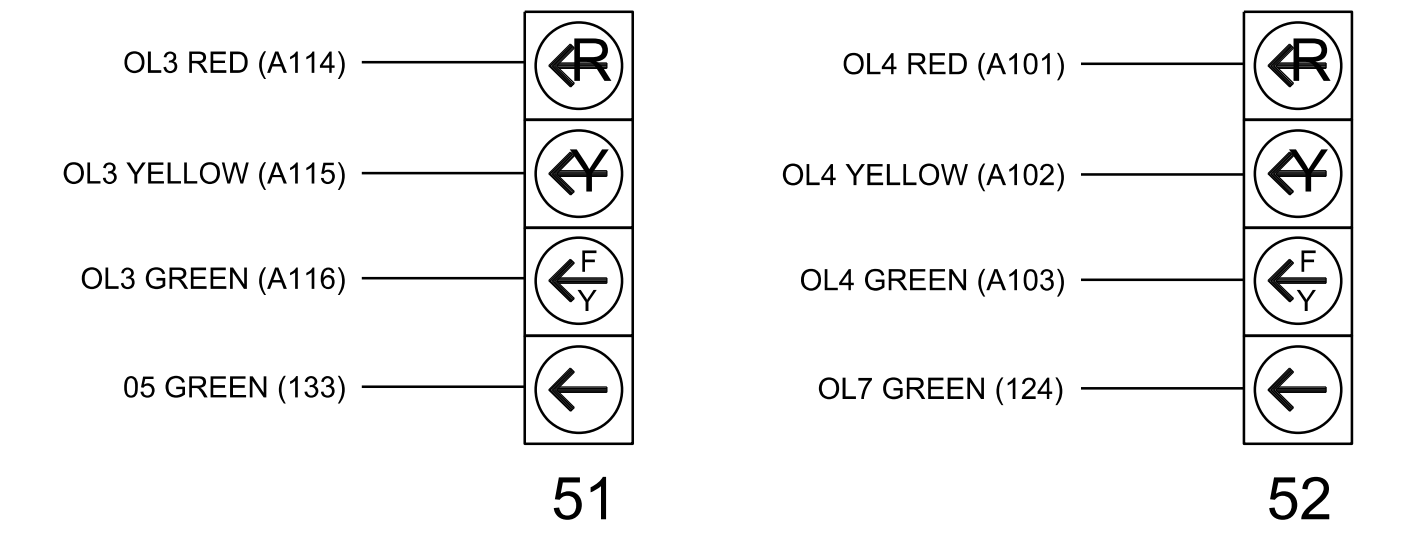 OL3 RED (A114)
R
OL3 YELLOW (A115)
Y
OL3 GREEN (A116)
F
Y
05 GREEN (133)
51
OL4 RED (A101)
R
OL4 YELLOW (A102)
Y
OL4 GREEN (A103)
F
Y
OL7 GREEN (124)
52